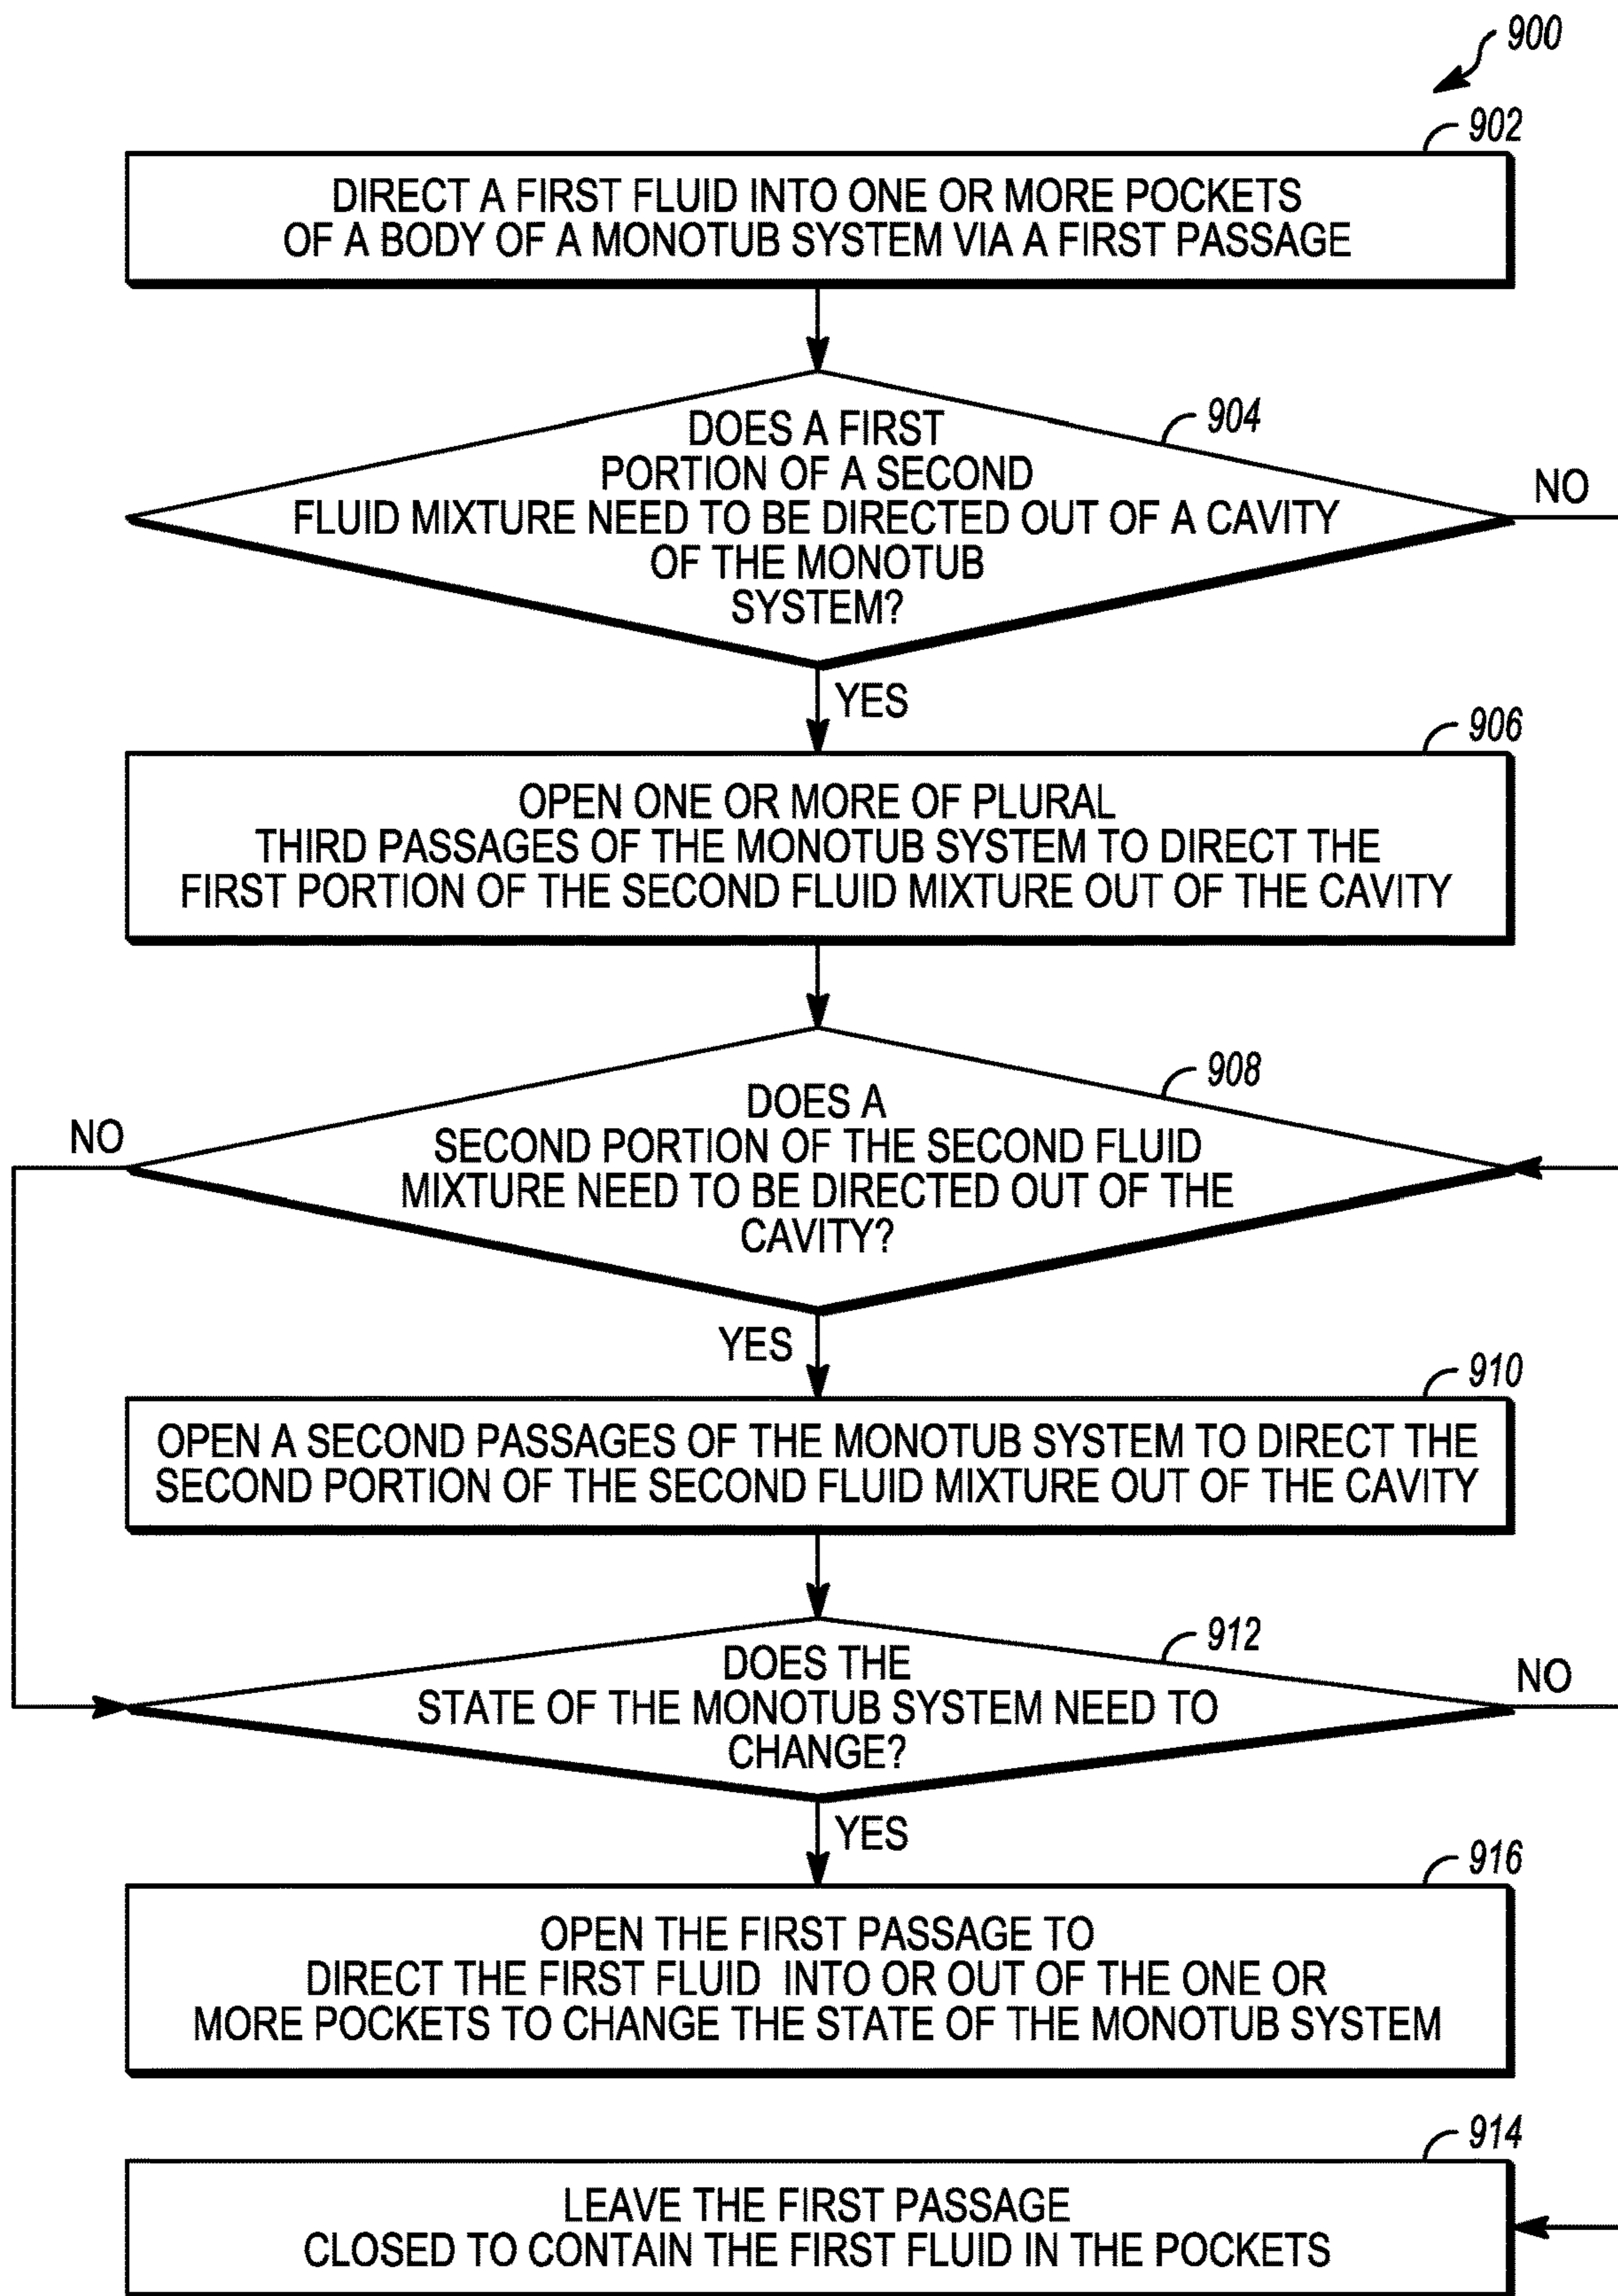 900
902
DIRECT A FIRST FLUID INTO ONE OR MORE POCKETS
OF A BODY OF A MONOTUB SYSTEM VIA A FIRST PASSAGE
904
DOES A FIRST
PORTION OF A SECOND
FLUID MIXTURE NEED TO BE DIRECTED OUT OF A CAVITY
OF THE MONOTUB
SYSTEM?
NO
YES
906
OPEN ONE OR MORE OF PLURAL
THIRD PASSAGES OF THE MONOTUB SYSTEM TO DIRECT THE
FIRST PORTION OF THE SECOND FLUID MIXTURE OUT OF THE CAVITY
908
DOES A
SECOND PORTION OF THE SECOND FLUID
MIXTURE NEED TO BE DIRECTED OUT OF THE
CAVITY?
NO
YES
910
OPEN A SECOND PASSAGES OF THE MONOTUB SYSTEM TO DIRECT THE
SECOND PORTION OF THE SECOND FLUID MIXTURE OUT OF THE CAVITY
912
DOES THE
STATE OF THE MONOTUB SYSTEM NEED TO
CHANGE?
NO
YES
916
OPEN THE FIRST PASSAGE TO
DIRECT THE FIRST FLUID INTO OR OUT OF THE ONE OR
MORE POCKETS TO CHANGE THE STATE OF THE MONOTUB SYSTEM
914
LEAVE THE FIRST PASSAGE
CLOSED TO CONTAIN THE FIRST FLUID IN THE POCKETS